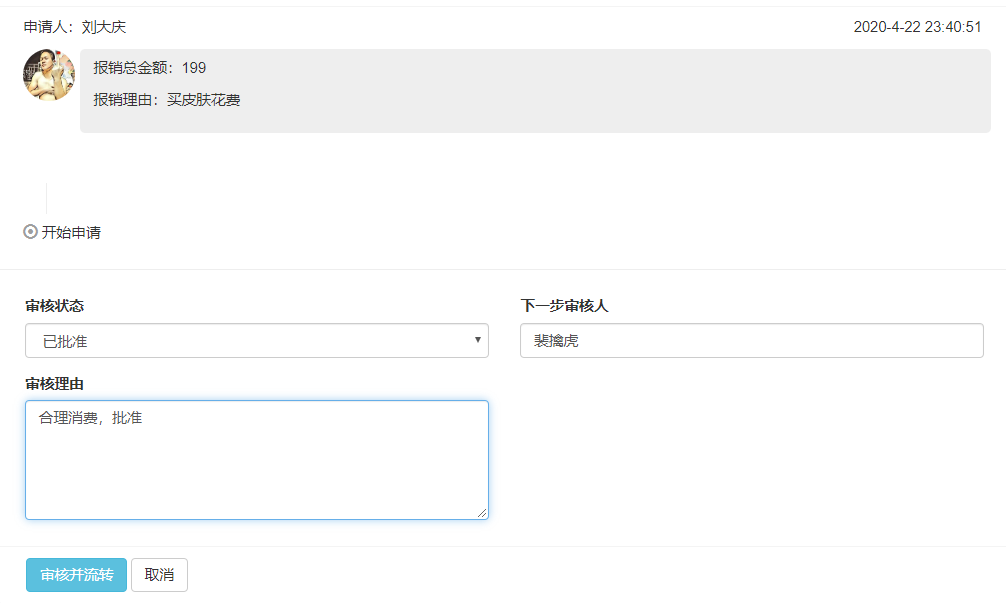 申请人：刘大庆 2020-4-22 23:40:51
报销总金额：199
报销理由：买皮肤花费
开始申请
审核状态 下一步审核人
已批准 裴擒虎
审核理由
合理消费，批准
审核并流转 取消